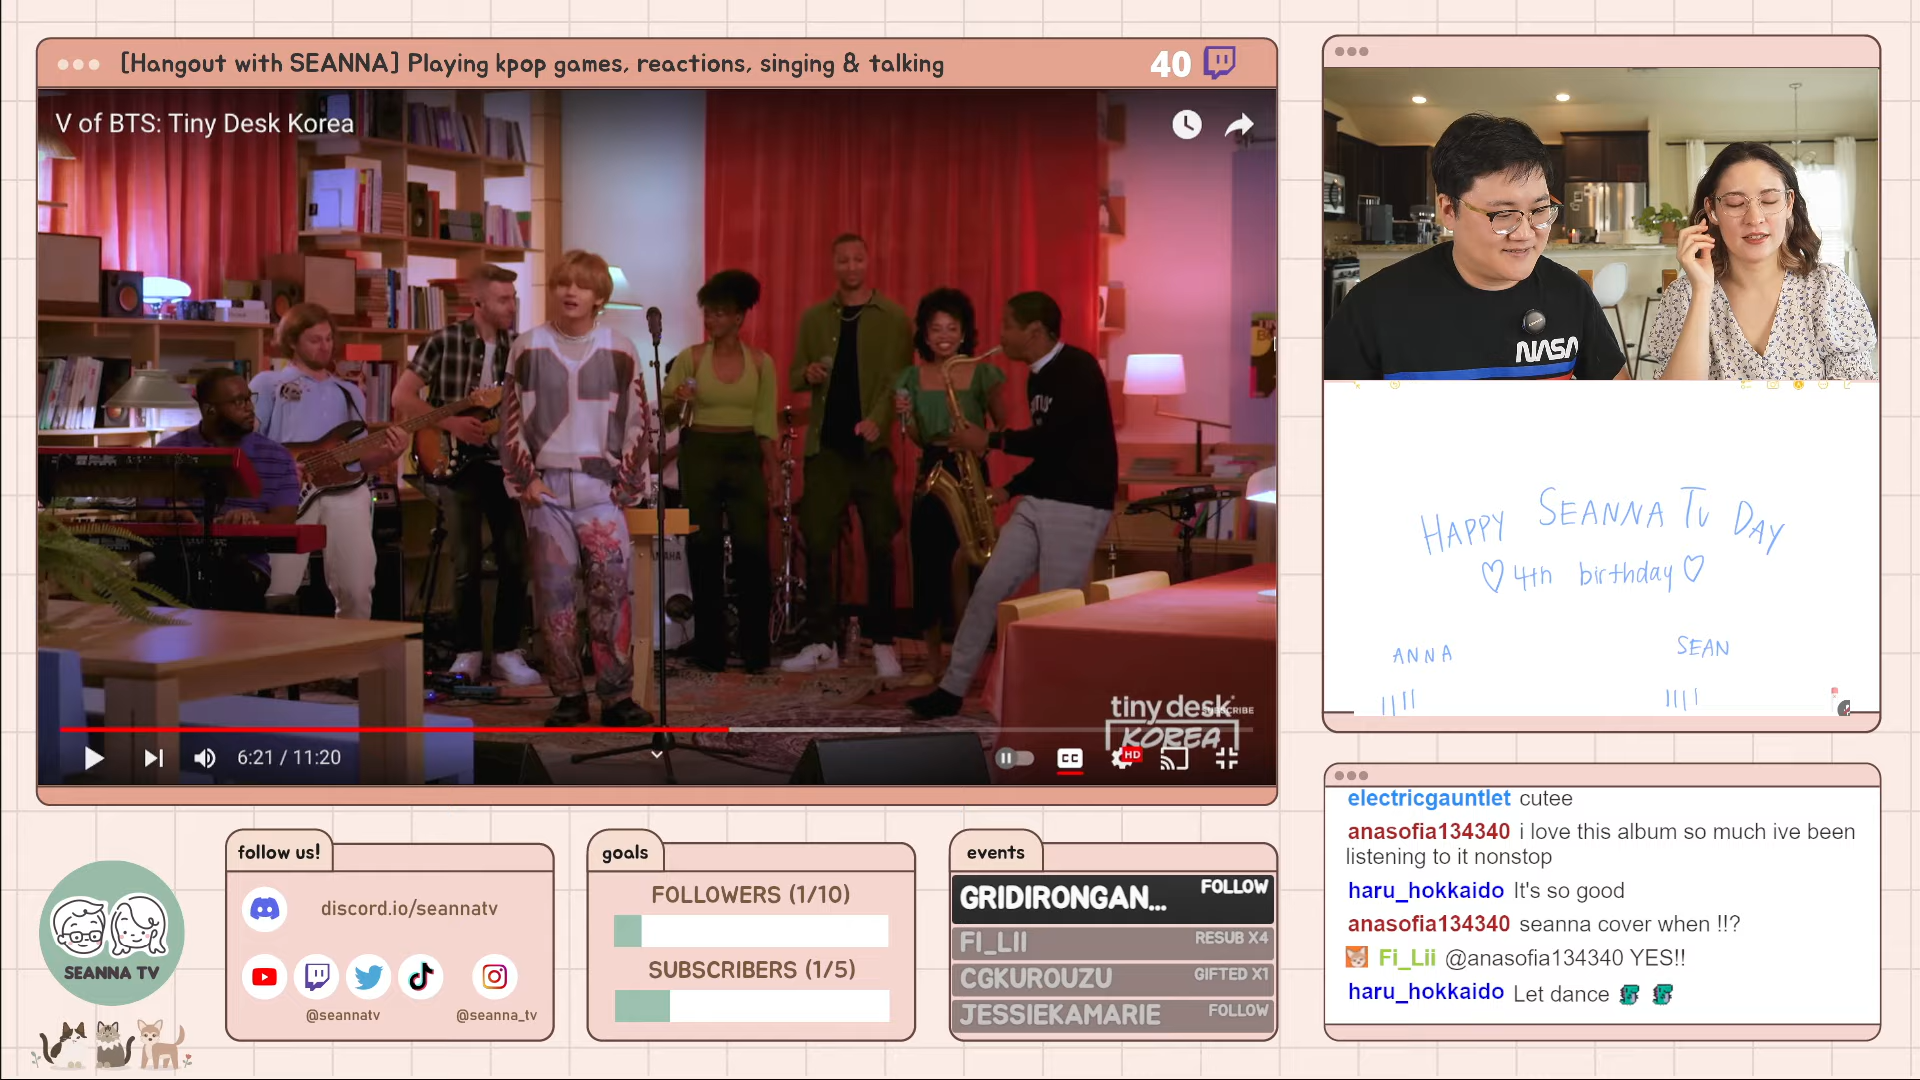 [Hangout with SEANNA] Playing kpop games, reactions, singing & talking
40
V of BTS: Tiny Desk Korea
tiny desk
SUBSCRIBE
KOREA
6:21 / 11:20
CC
HD
YAMAHA
NASA
HAPPY SEANNA TV DAY
♡ 4th birthday ♡
ANNA
SEAN
electricgauntlet cutee
anasofia134340 i love this album so much ive been
listening to it nonstop
haru_hokkaido It's so good
anasofia134340 seanna cover when !!?
Fi_Lii @anasofia134340 YES!!
haru_hokkaido Let dance
SEANNA TV
follow us!
discord.io/seannatv
@seannatv
@seanna_tv
goals
FOLLOWERS (1/10)
SUBSCRIBERS (1/5)
events
GRIDIRONGAN... FOLLOW
FI_LII RESUB X4
CGKUROUZU GIFTED X1
JESSIEKAMARIE FOLLOW